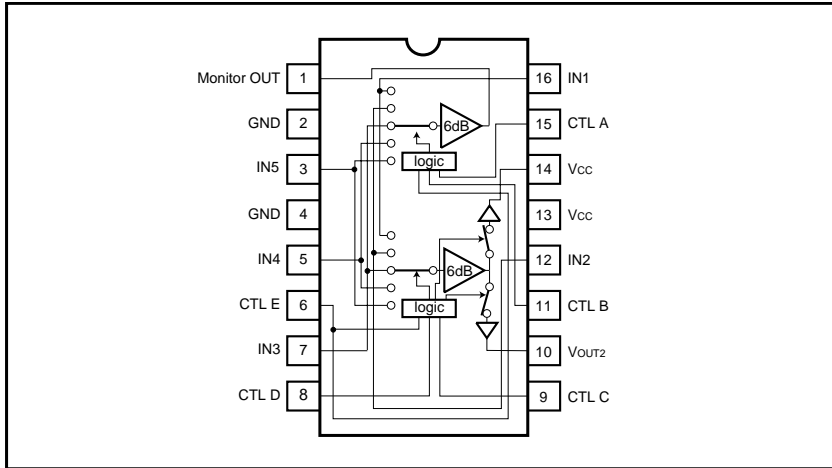 Monitor OUT 1 16 IN1
6dB
GND 2 15 CTL A
logic
IN5 3 14 VCC
GND 4 13 VCC
IN4 5 12 IN2
6dB
CTL E 6 11 CTL B
logic
IN3 7 10 VOUT2
CTL D 8 9 CTL C